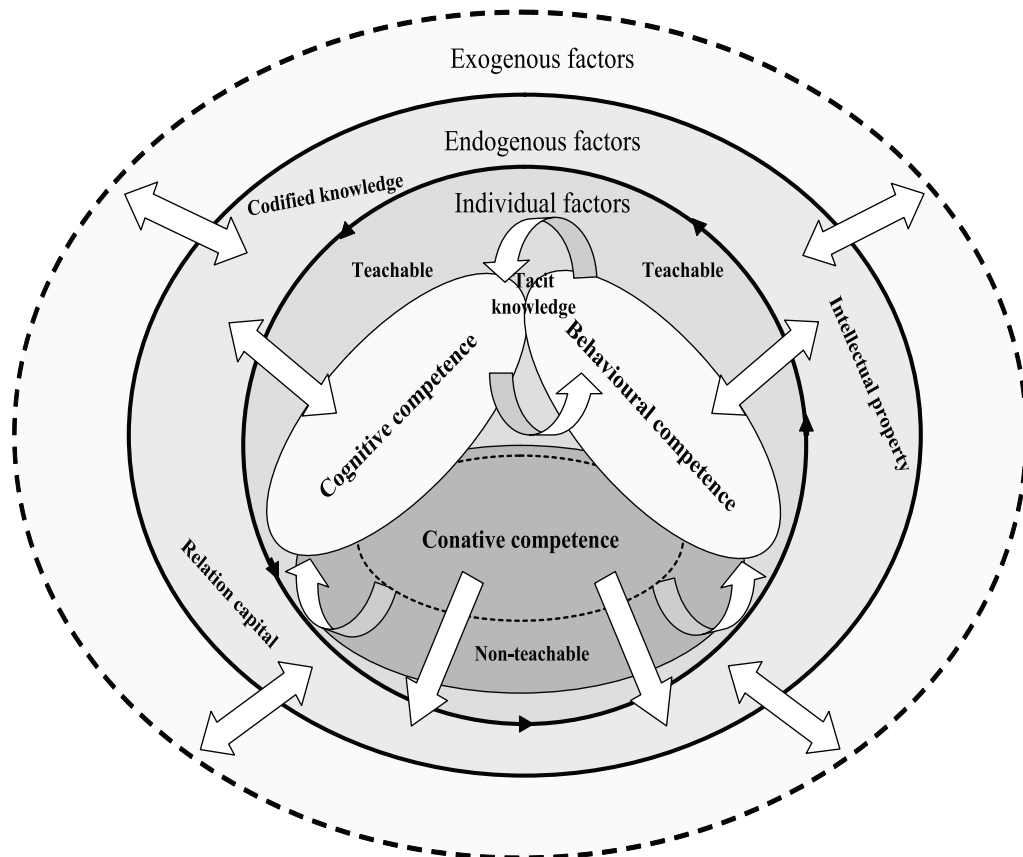 Exogenous factors
Endogenous factors
Codified knowledge
Individual factors
Teachable
Teachable
Tacit
knowledge
Intellectual property
Cognitive competence
Behavioural competence
Conative competence
Relation capital
Non-teachable